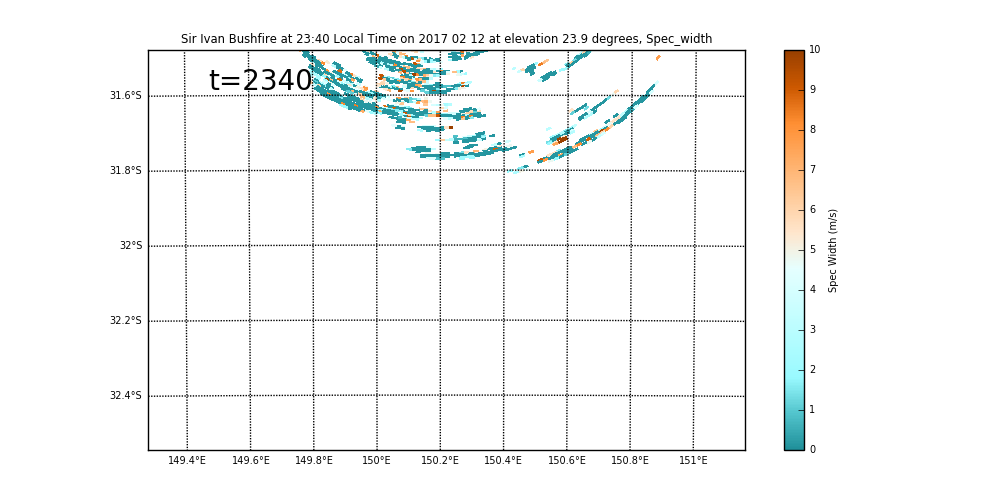 Sir Ivan Bushfire at 23:40 Local Time on 2017 02 12 at elevation 23.9 degrees, Spec_width
t=2340
31.6°S
31.8°S
32°S
32.2°S
32.4°S
149.4°E 149.6°E 149.8°E 150°E 150.2°E 150.4°E 150.6°E 150.8°E 151°E
10
9
8
7
6
5
4
3
2
1
0
Spec Width (m/s)